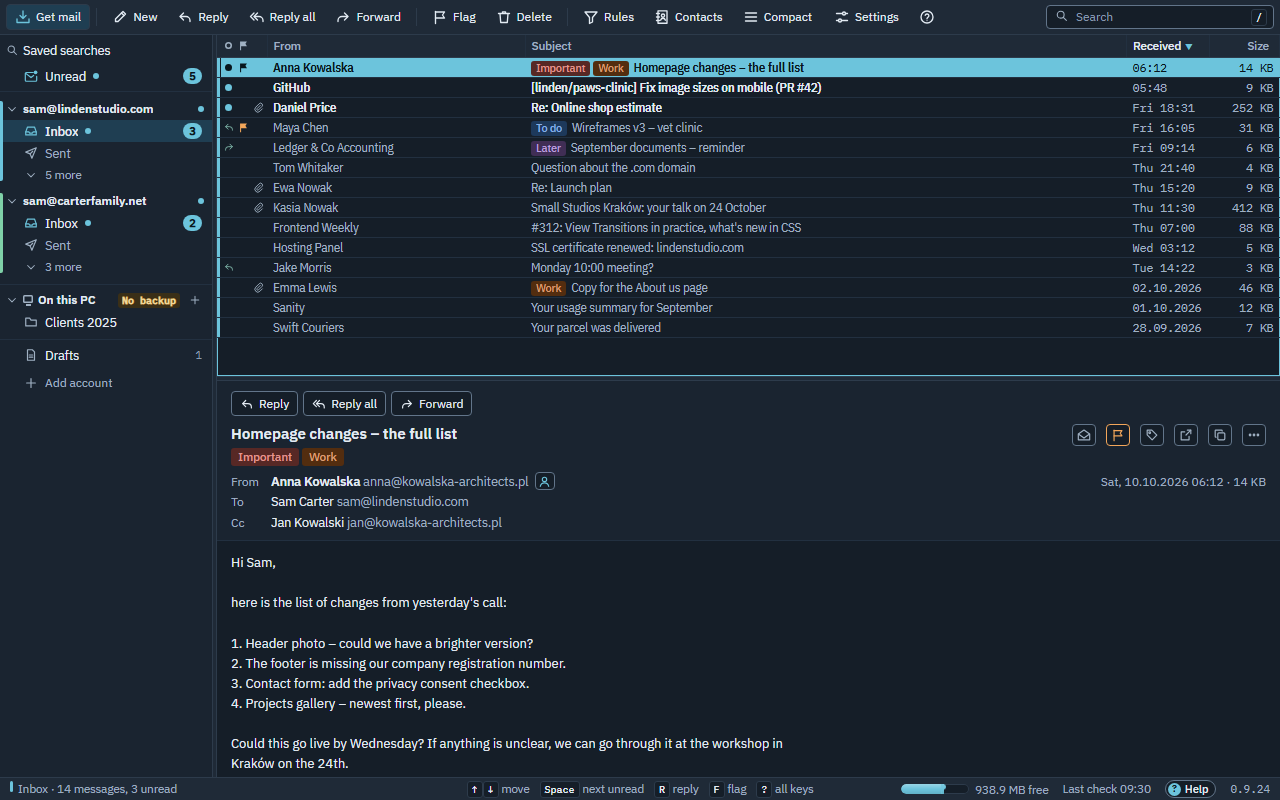 Get mail New Reply Reply all Forward Flag Delete Rules Contacts Compact Settings Search /
Saved searches
Unread 5
sam@lindenstudio.com
Inbox 3
Sent
5 more
sam@carterfamily.net
Inbox 2
Sent
3 more
On this PC No backup
Clients 2025
Drafts 1
Add account
From Subject Received Size
Anna Kowalska Important Work Homepage changes – the full list 06:12 14 KB
GitHub [linden/paws-clinic] Fix image sizes on mobile (PR #42) 05:48 9 KB
Daniel Price Re: Online shop estimate Fri 18:31 252 KB
Maya Chen To do Wireframes v3 – vet clinic Fri 16:05 31 KB
Ledger & Co Accounting Later September documents – reminder Fri 09:14 6 KB
Tom Whitaker Question about the .com domain Thu 21:40 4 KB
Ewa Nowak Re: Launch plan Thu 15:20 9 KB
Kasia Nowak Small Studios Kraków: your talk on 24 October Thu 11:30 412 KB
Frontend Weekly #312: View Transitions in practice, what's new in CSS Thu 07:00 88 KB
Hosting Panel SSL certificate renewed: lindenstudio.com Wed 03:12 5 KB
Jake Morris Monday 10:00 meeting? Tue 14:22 3 KB
Emma Lewis Work Copy for the About us page 02.10.2026 46 KB
Sanity Your usage summary for September 01.10.2026 12 KB
Swift Couriers Your parcel was delivered 28.09.2026 7 KB
Reply Reply all Forward
Homepage changes – the full list
Important Work
From Anna Kowalska anna@kowalska-architects.pl Sat, 10.10.2026 06:12 · 14 KB
To Sam Carter sam@lindenstudio.com
Cc Jan Kowalski jan@kowalska-architects.pl
Hi Sam,
here is the list of changes from yesterday's call:
1. Header photo – could we have a brighter version?
2. The footer is missing our company registration number.
3. Contact form: add the privacy consent checkbox.
4. Projects gallery – newest first, please.
Could this go live by Wednesday? If anything is unclear, we can go through it at the workshop in
Kraków on the 24th.
Inbox · 14 messages, 3 unread ↑ ↓ move Space next unread R reply F flag ? all keys 938.9 MB free Last check 09:30 ? Help 0.9.24